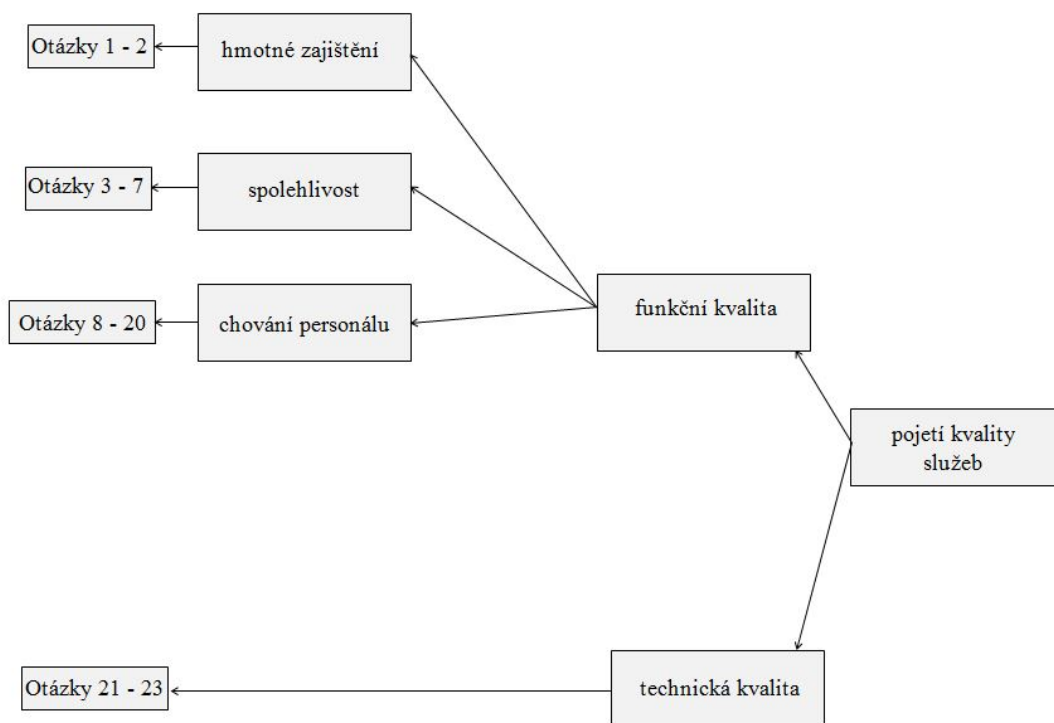 Otázky 1 - 2
hmotné zajištění
Otázky 3 - 7
spolehlivost
Otázky 8 - 20
chování personálu
funkční kvalita
pojetí kvality
služeb
Otázky 21 - 23
technická kvalita